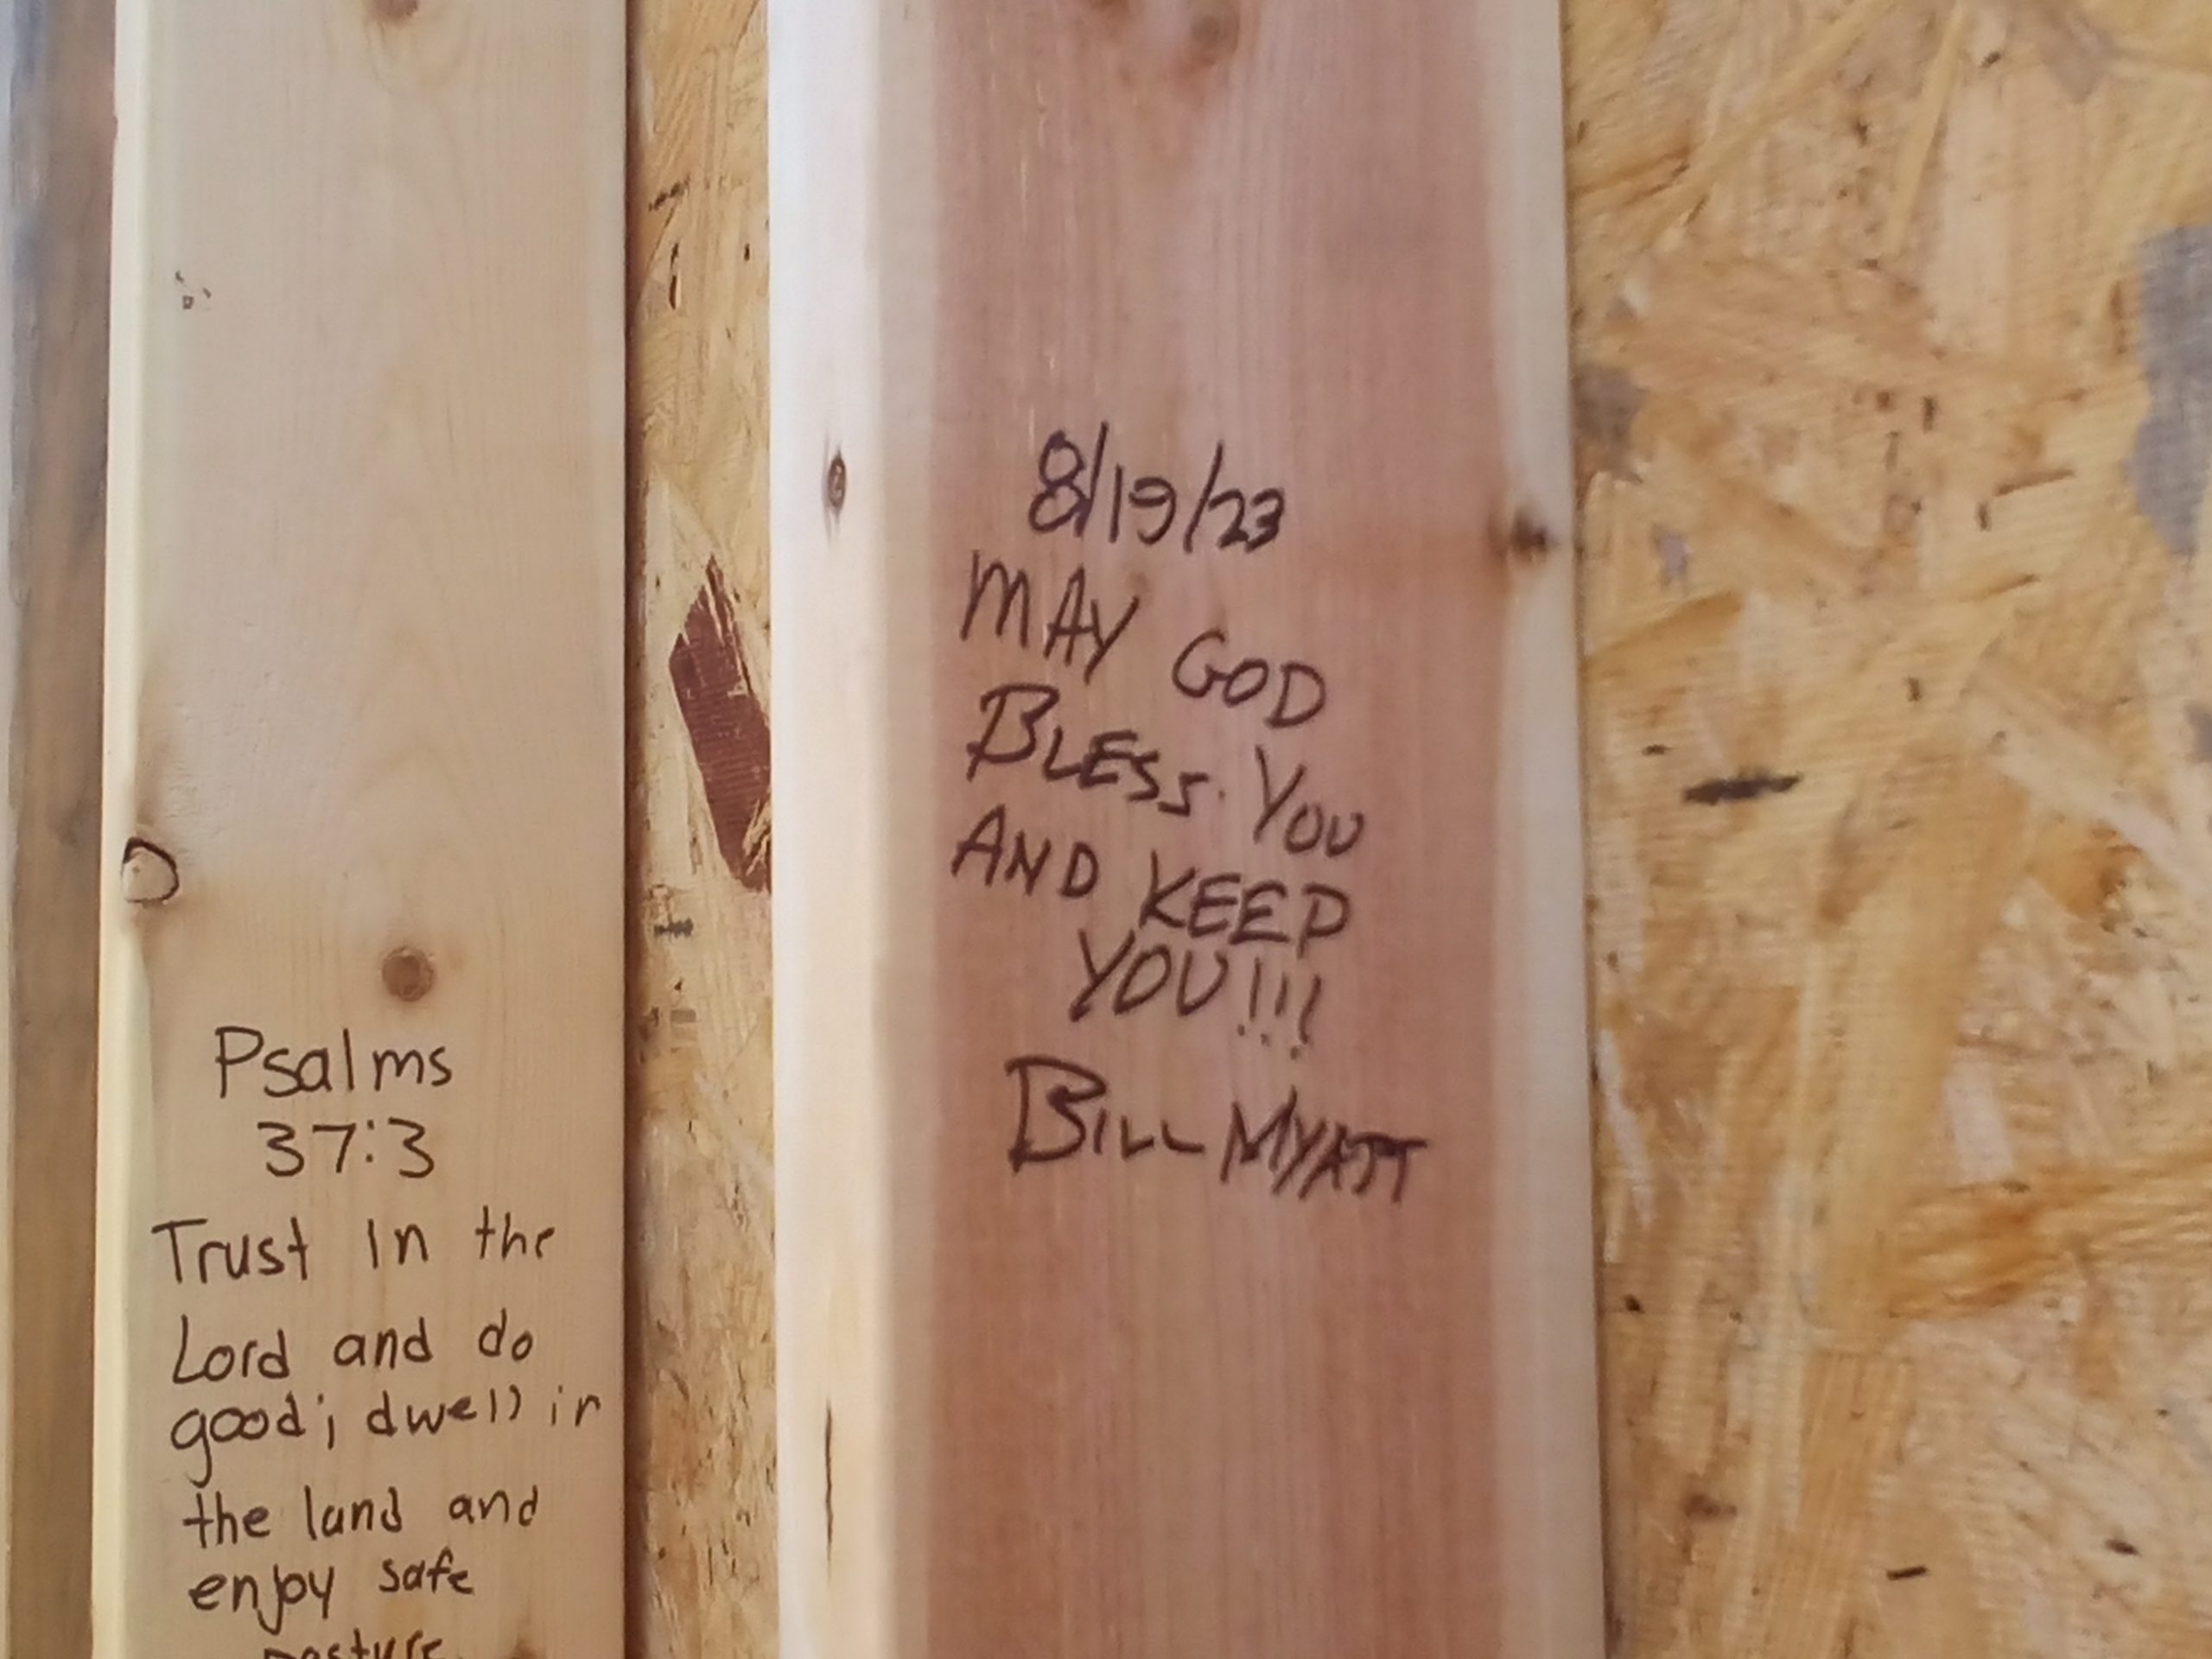 Psalms
37:3
Trust in the
Lord and do
good; dwell in
the land and
enjoy safe
pasture.
8/19/23
MAY GOD
BLESS YOU
AND KEEP
YOU!!!
BILL MYATT